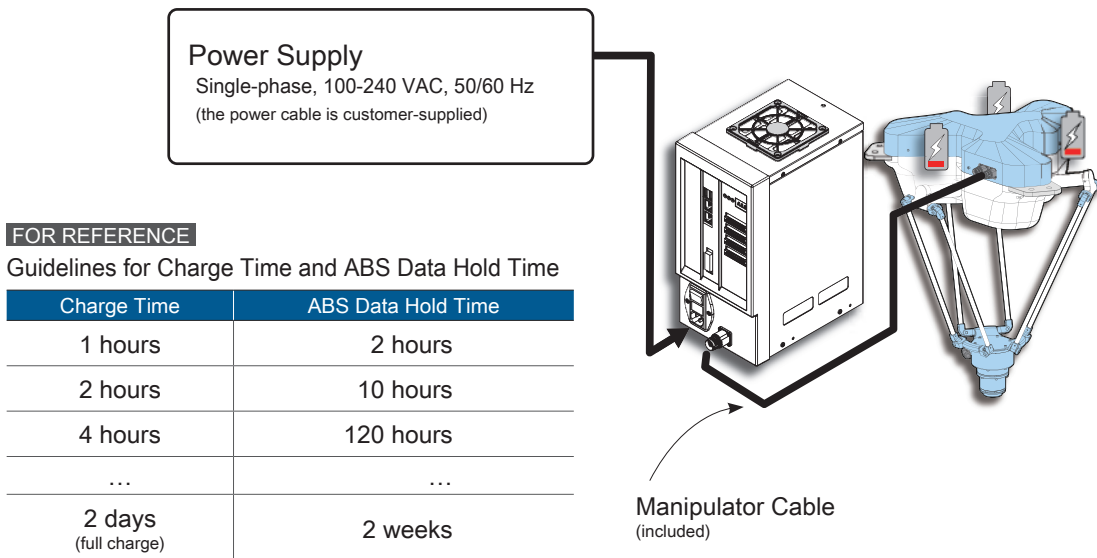 Power Supply
Single-phase, 100-240 VAC, 50/60 Hz
(the power cable is customer-supplied)
FOR REFERENCE
Guidelines for Charge Time and ABS Data Hold Time
Charge Time ABS Data Hold Time
1 hours 2 hours
2 hours 10 hours
4 hours 120 hours
… …
2 days 2 weeks
(full charge)
Manipulator Cable
(included)